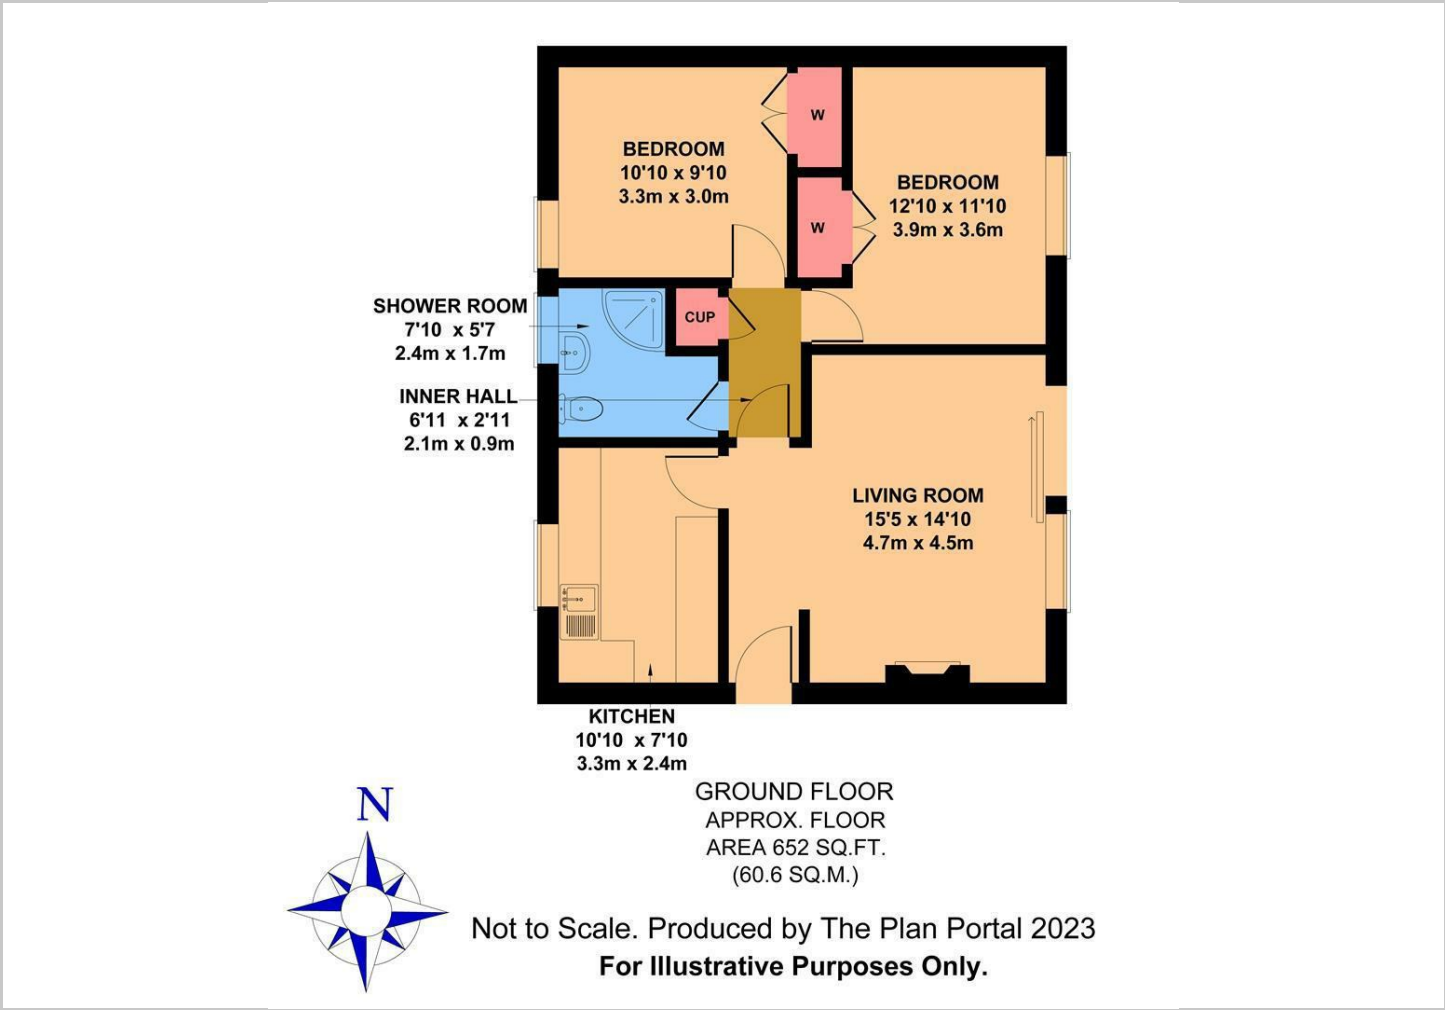 BEDROOM
10'10 x 9'10
3.3m x 3.0m
W
W
BEDROOM
12'10 x 11'10
3.9m x 3.6m
SHOWER ROOM
7'10 x 5'7
2.4m x 1.7m
CUP
INNER HALL
6'11 x 2'11
2.1m x 0.9m
LIVING ROOM
15'5 x 14'10
4.7m x 4.5m
KITCHEN
10'10 x 7'10
3.3m x 2.4m
N
GROUND FLOOR
APPROX. FLOOR
AREA 652 SQ.FT.
(60.6 SQ.M.)
Not to Scale. Produced by The Plan Portal 2023
For Illustrative Purposes Only.